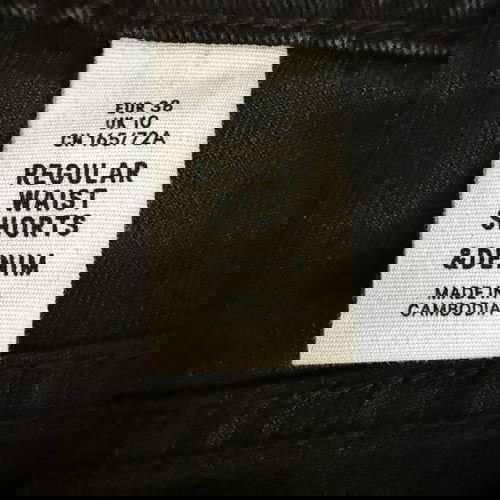 EUR 38
UK 10
CN 165/72A
REGULAR
WAIST
SHORTS
&DENIM
MADE IN
CAMBODIA